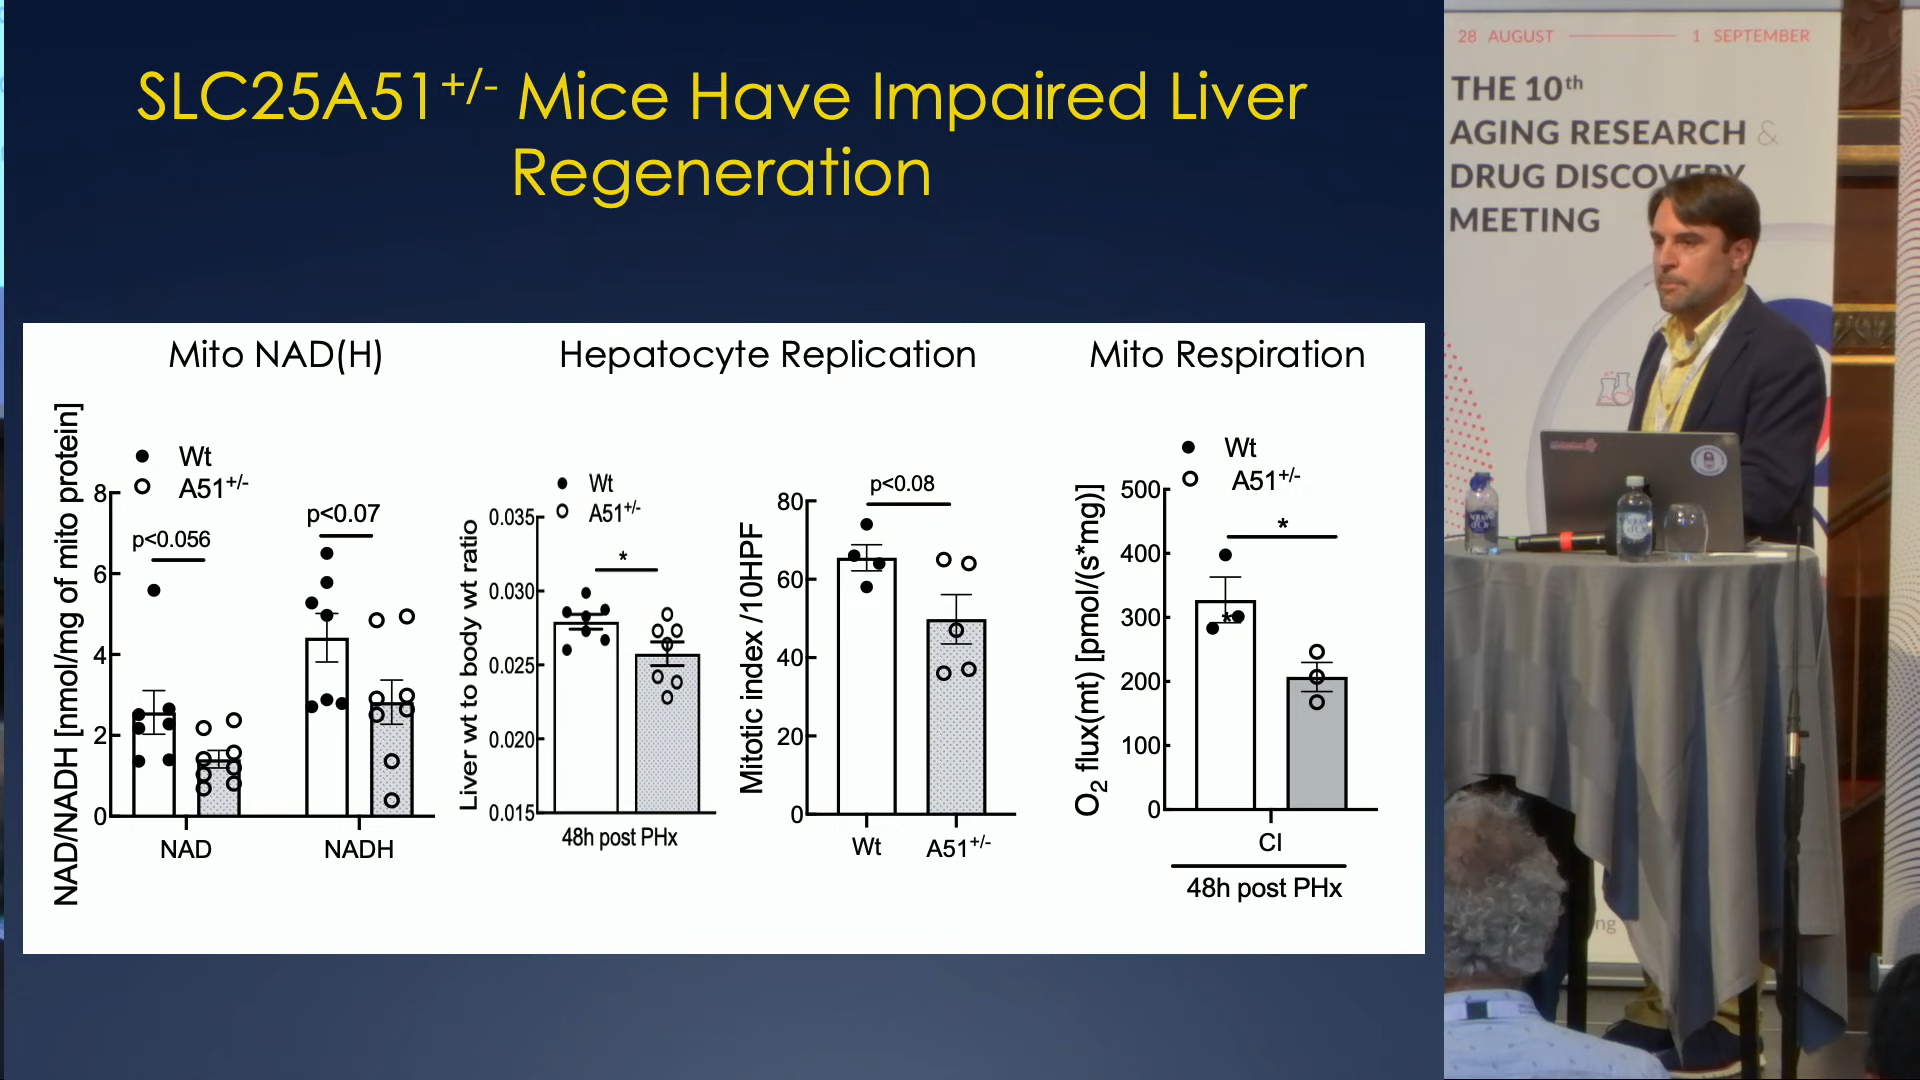 SLC25A51+/- Mice Have Impaired Liver
Regeneration
Mito NAD(H)
Hepatocyte Replication
Mito Respiration
NAD/NADH [nmol/mg of mito protein]
Wt
A51+/-
8
6
4
2
0
p<0.056
p<0.07
NAD
NADH
Liver wt to body wt ratio
Wt
A51+/-
0.035
0.030
0.025
0.020
0.015
*
48h post PHx
Mitotic index /10HPF
80
60
40
20
0
p<0.08
Wt
A51+/-
O2 flux(mt) [pmol/(s*mg)]
Wt
A51+/-
500
400
300
200
100
0
*
*
CI
48h post PHx
28 AUGUST 1 SEPTEMBER
THE 10th
AGING RESEARCH &
DRUG DISCOVERY
MEETING
ng